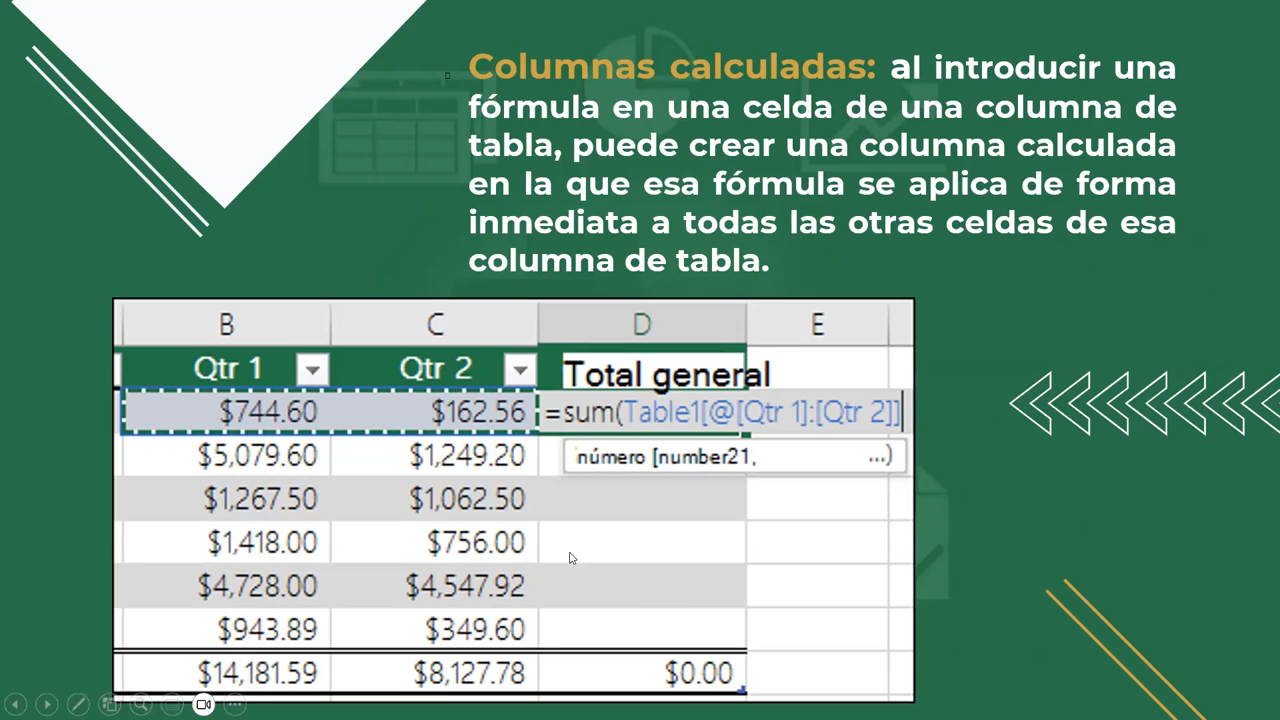 Columnas calculadas: al introducir una
fórmula en una celda de una columna de
tabla, puede crear una columna calculada
en la que esa fórmula se aplica de forma
inmediata a todas las otras celdas de esa
columna de tabla.
B C D E
Qtr 1 Qtr 2 Total general
$744.60 $162.56 =sum(Table1[@[Qtr 1]:[Qtr 2]]
$5,079.60 $1,249.20 número [number21, ...)
$1,267.50 $1,062.50
$1,418.00 $756.00
$4,728.00 $4,547.92
$943.89 $349.60
$14,181.59 $8,127.78 $0.00